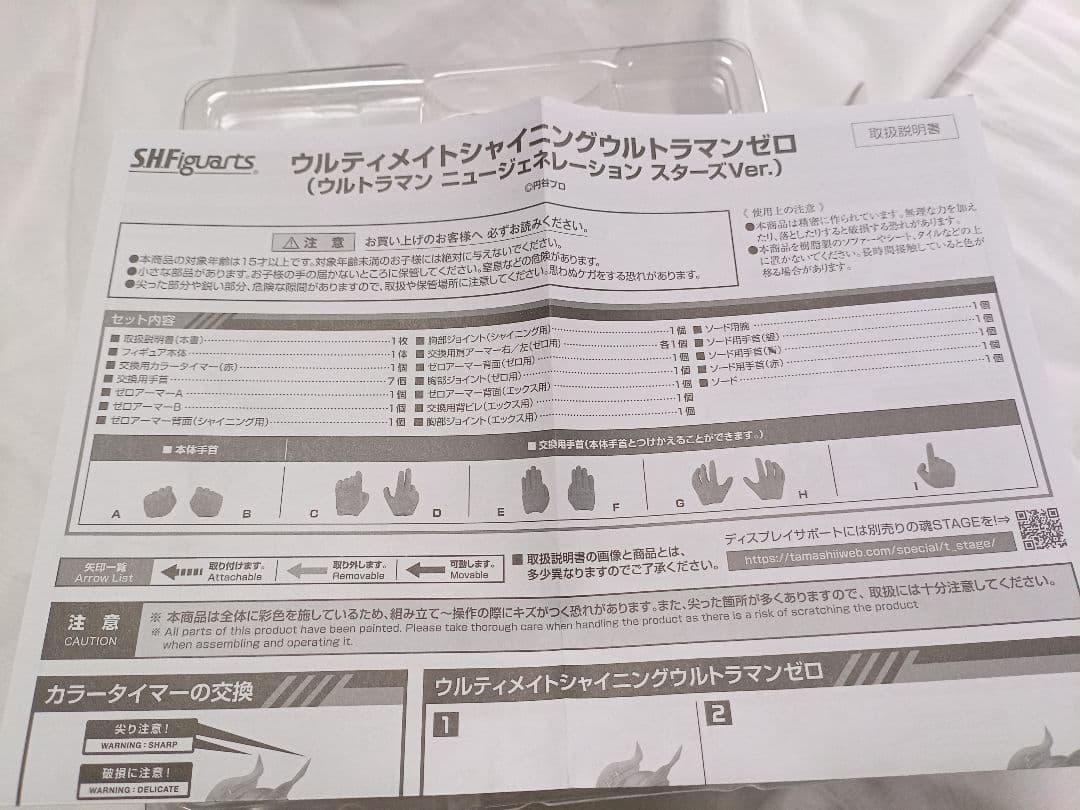 SHFiguarts
ウルティメイトシャイニングウルトラマンゼロ
(ウルトラマン ニュージェネレーション スターズVer.)
©円谷プロ
取扱説明書
注 意 お買い上げのお客様へ 必ずお読みください。
●本商品の対象年齢は15才以上です。対象年齢未満のお子様には絶対に与えないでください。
●小さな部品があります。お子様の手の届かないところに保管してください。窒息などの危険があります。
●尖った部分や鋭い部分、危険な隙間がありますので、取扱や保管場所に注意してください。思わぬケガをする恐れがあります。
《 使用上の注意 》
●本商品は精密に作られています。無理な力を加え
たり、落としたりすると破損する恐れがあります。
●本商品を樹脂製のソファーやシート、タイルなどの上
に置かないでください。長時間接触していると色が
移る場合があります。
セット内容
■ 取扱説明書(本書)1枚
■ フィギュア本体1体
■ 交換用カラータイマー(赤)1個
■ 交換用手首7個
■ ゼロアーマーA1個
■ ゼロアーマーB1個
■ ゼロアーマー背面(シャイニング用)1個
■ 胸部ジョイント(シャイニング用)1個
■ 交換用肩アーマー右/左(ゼロ用)各1個
■ ゼロアーマー背面(ゼロ用)1個
■ 胸部ジョイント(ゼロ用)1個
■ ゼロアーマー背面(エックス用)1個
■ 交換用背ビレ(エックス用)1個
■ 胸部ジョイント(エックス用)1個
■ ソード用腕1個
■ ソード用手首(銀)1個
■ ソード用手首(青)1個
■ ソード用手首(赤)1個
■ ソード1個
■ 本体手首
■ 交換用手首(本体手首とつけかえることができます。)
A B C D E F G H I
矢印一覧
Arrow List
取り付けます。
Attachable
取り外します。
Removable
可動します。
Movable
■ 取扱説明書の画像と商品とは、
多少異なりますのでご了承ください。
ディスプレイサポートには別売りの魂STAGEを!⇒
https://tamashiiweb.com/special/t_stage/
注 意
CAUTION
※ 本商品は全体に彩色を施しているため、組み立て~操作の際にキズがつく恐れがあります。また、尖った箇所が多くありますので、取扱には十分注意してください。
※ All parts of this product have been painted. Please take thorough care when handling the product as there is a risk of scratching the product
when assembling and operating it.
カラータイマーの交換
尖り注意!
WARNING : SHARP
破損に注意!
WARNING : DELICATE
ウルティメイトシャイニングウルトラマンゼロ
1
2